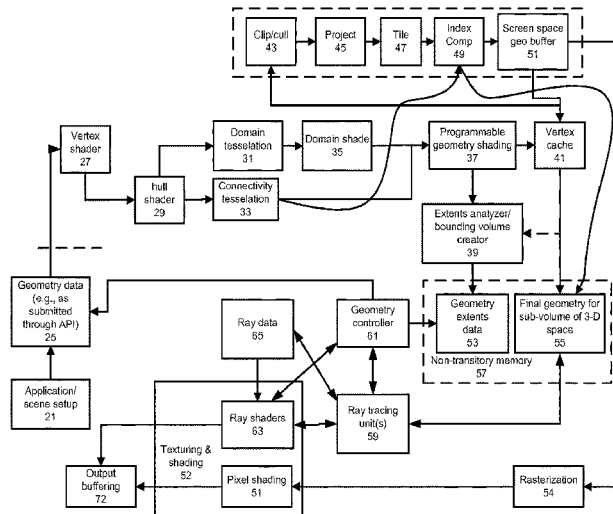 Clip/cull
43
Project
45
Tile
47
Index
Comp
49
Screen space
geo buffer
51
Vertex
shader
27
Domain
tesselation
31
Domain shade
35
Programmable
geometry shading
37
Vertex
cache
41
hull
shader
29
Connectivity
tesselation
33
Extents analyzer/
bounding volume
creator
39
Geometry data
(e.g., as
submitted
through API)
25
Ray data
65
Geometry
controller
61
Geometry
extents
data
53
Final geometry for
sub-volume of 3-D
space
55
Non-transitory memory
57
Application/
scene setup
21
Ray shaders
63
Ray tracing
unit(s)
59
Texturing &
shading
52
Output
buffering
72
Pixel shading
51
Rasterization
54